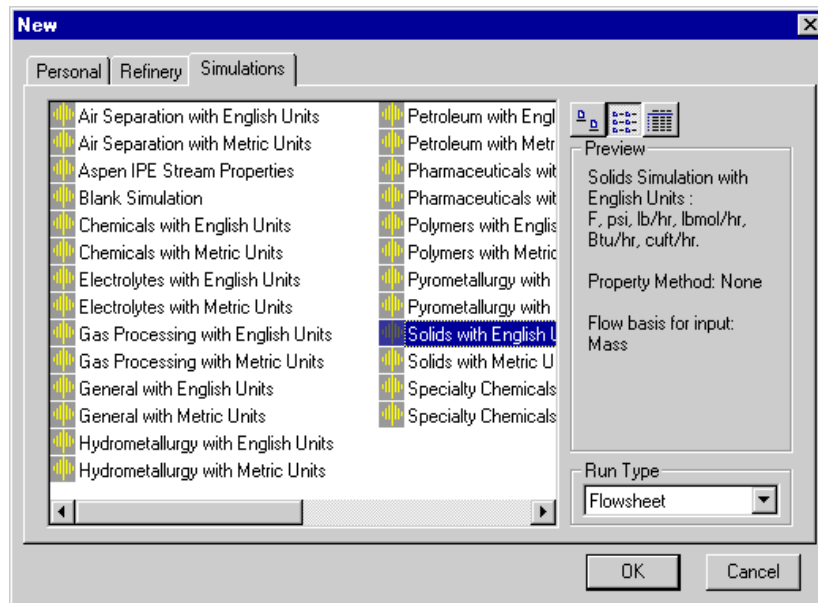 New
Personal Refinery Simulations
Air Separation with English Units
Air Separation with Metric Units
Aspen IPE Stream Properties
Blank Simulation
Chemicals with English Units
Chemicals with Metric Units
Electrolytes with English Units
Electrolytes with Metric Units
Gas Processing with English Units
Gas Processing with Metric Units
General with English Units
General with Metric Units
Hydrometallurgy with English Units
Hydrometallurgy with Metric Units
Petroleum with Engl
Petroleum with Metr
Pharmaceuticals wit
Pharmaceuticals wit
Polymers with Englis
Polymers with Metric
Pyrometallurgy with
Pyrometallurgy with
Solids with English U
Solids with Metric U
Specialty Chemicals
Specialty Chemicals
Preview
Solids Simulation with
English Units :
F, psi, lb/hr, lbmol/hr,
Btu/hr, cuft/hr.
Property Method: None
Flow basis for input:
Mass
Run Type
Flowsheet
OK
Cancel